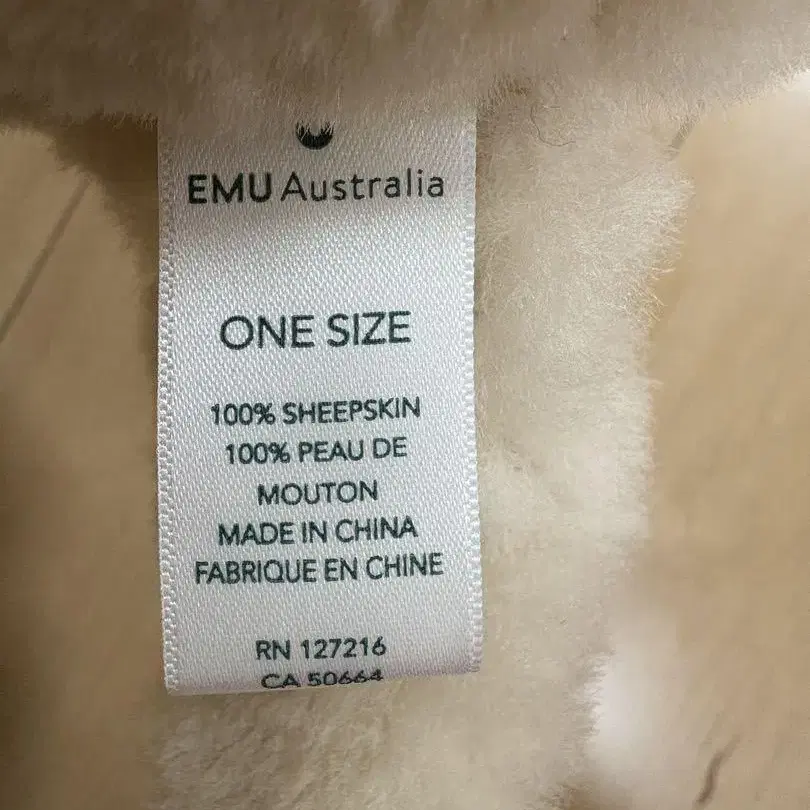 EMU Australia
ONE SIZE
100% SHEEPSKIN
100% PEAU DE
MOUTON
MADE IN CHINA
FABRIQUE EN CHINE
RN 127216
CA 50664